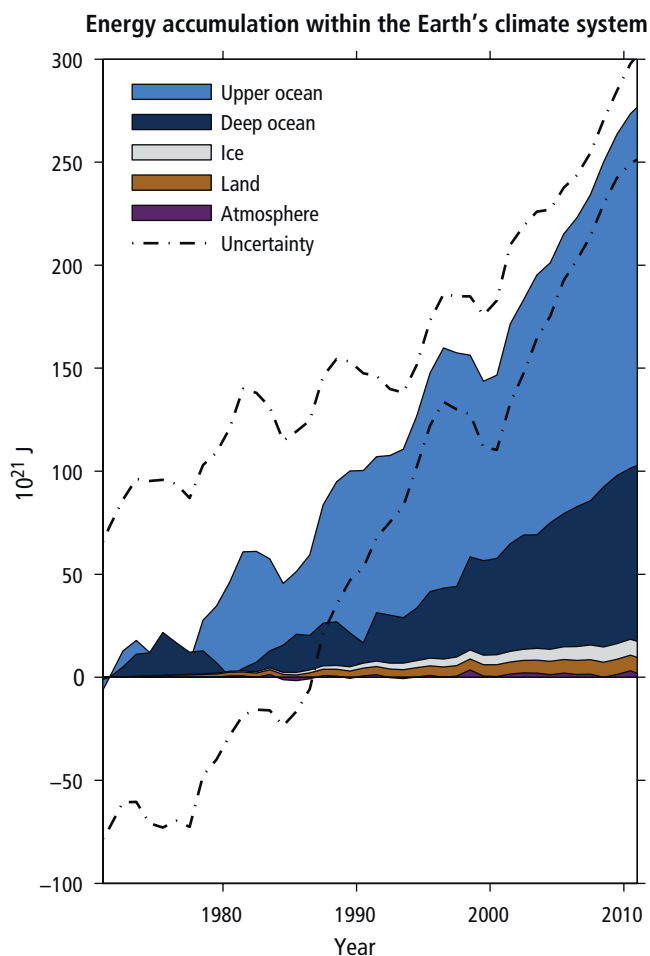 Energy accumulation within the Earth's climate system
300
Upper ocean
Deep ocean
Ice
Land
Atmosphere
Uncertainty
250
200
150
100
50
0
−50
−100
10²¹ J
1980
1990
2000
2010
Year